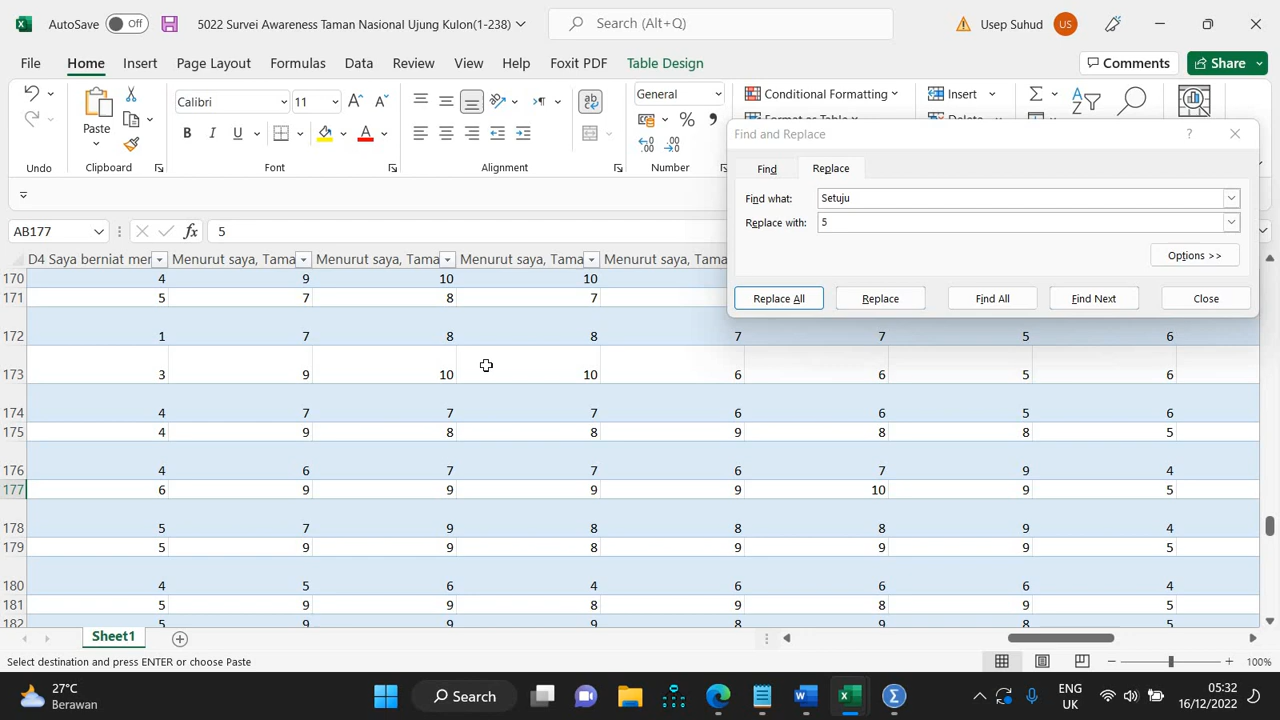 AutoSave Off 5022 Survei Awareness Taman Nasional Ujung Kulon(1-238) Search (Alt+Q) Usep Suhud US
File Home Insert Page Layout Formulas Data Review View Help Foxit PDF Table Design Comments Share
Calibri 11 General Conditional Formatting Insert
Paste B I U
Undo Clipboard Font Alignment
Find and Replace
Find Replace
Find what: Setuju
Replace with: 5
Options >>
Replace All Replace Find All Find Next Close
AB177 fx 5
D4 Saya berniat mer Menurut saya, Tama Menurut saya, Tama Menurut saya, Tama Menurut saya, Tama
170 4 9 10 10
171 5 7 8 7
172 1 7 8 8 7 7 5 6
173 3 9 10 10 6 6 5 6
174 4 7 7 7 6 6 5 6
175 4 9 8 8 9 8 8 5
176 4 6 7 7 6 7 9 4
177 6 9 9 9 9 10 9 5
178 5 7 9 8 8 8 9 4
179 5 9 9 8 9 9 9 5
180 4 5 6 4 6 6 6 4
181 5 9 9 8 9 8 9 5
182 5 9 9 9 8 9 8 5
Sheet1
Select destination and press ENTER or choose Paste 100%
27°C
Berawan
Search
ENG
UK
05:32
16/12/2022